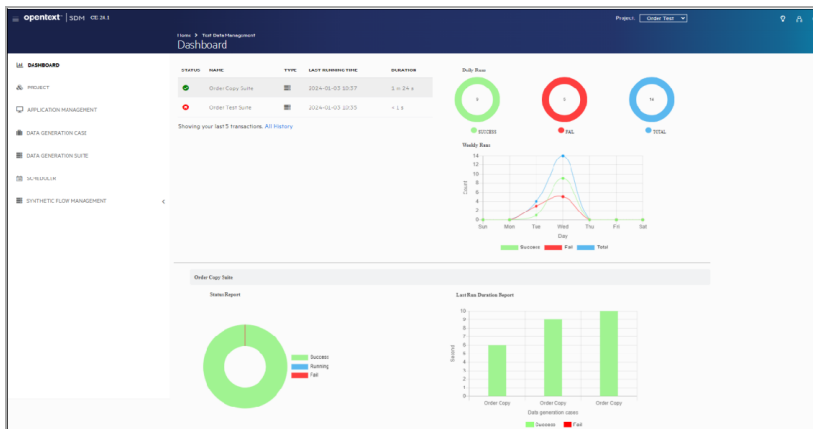 opentext™ | SDM CE 24.1
Project: Order Test
Home > Test Data Management
Dashboard
DASHBOARD
PROJECT
APPLICATION MANAGEMENT
DATA GENERATION CASE
DATA GENERATION SUITE
SCHEDULER
SYNTHETIC FLOW MANAGEMENT
STATUS NAME TYPE LAST RUNNING TIME DURATION
Order Copy Suite 2024-01-03 10:57 1 m 24 s
Order Test Suite 2024-01-03 10:55 < 1 s
Showing your last 5 transactions. All History
Daily Runs
SUCCESS FAIL TOTAL
Weekly Runs
14
12
10
8
6
4
2
0
Count
Sun Mon Tue Wed Thu Fri Sat
Day
Success Fail Total
Order Copy Suite
Status Report
Success
Running
Fail
Last Run Duration Report
10
9
8
7
6
5
4
3
2
1
0
Order Copy Order Copy Order Copy
Data generation cases
Success Fail